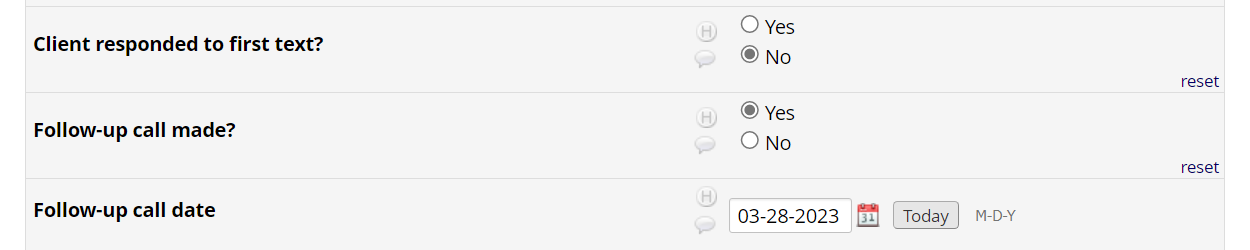 Client responded to first text?
H
Yes
No
reset
Follow-up call made?
H
Yes
No
reset
Follow-up call date
H
03-28-2023
31
Today
M-D-Y